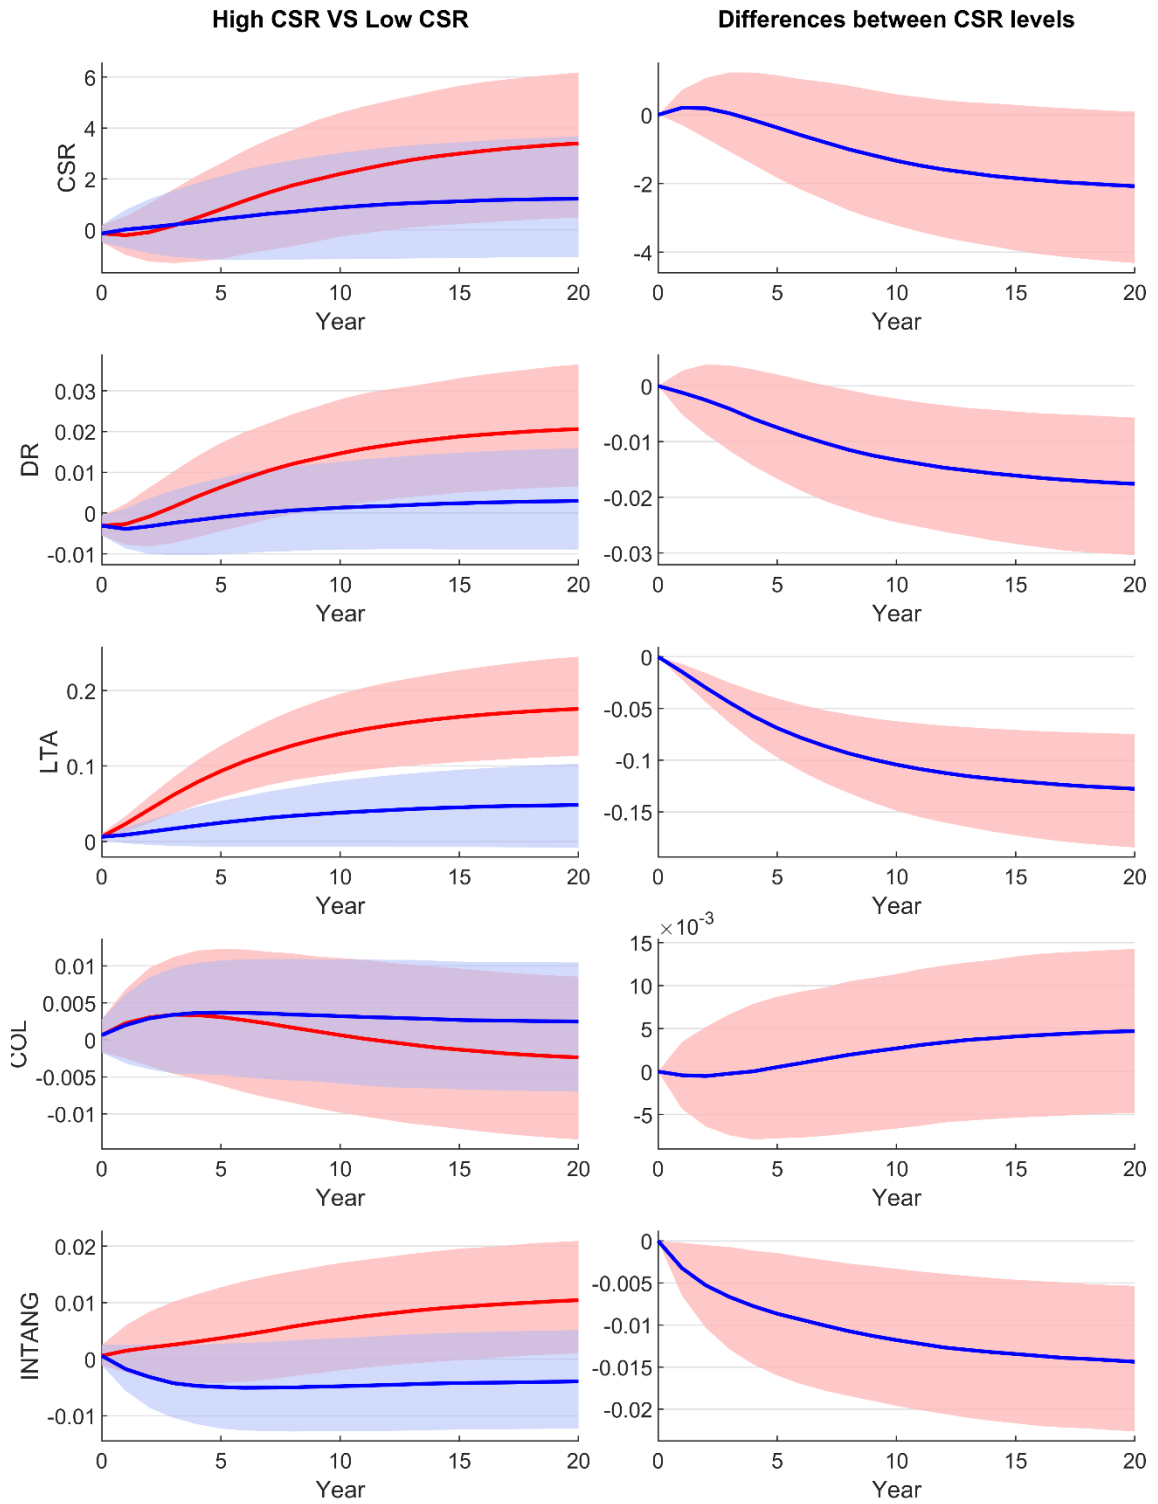 High CSR VS Low CSR
Differences between CSR levels
CSR
6
4
2
0
0 5 10 15 20
Year
0
-2
-4
0 5 10 15 20
Year
DR
0.03
0.02
0.01
0
-0.01
0 5 10 15 20
Year
0
-0.01
-0.02
-0.03
0 5 10 15 20
Year
LTA
0.2
0.1
0
0 5 10 15 20
Year
0
-0.05
-0.1
-0.15
0 5 10 15 20
Year
COL
0.01
0.005
0
-0.005
-0.01
0 5 10 15 20
Year
×10-3
15
10
5
0
-5
0 5 10 15 20
Year
INTANG
0.02
0.01
0
-0.01
0 5 10 15 20
Year
0
-0.005
-0.01
-0.015
-0.02
0 5 10 15 20
Year